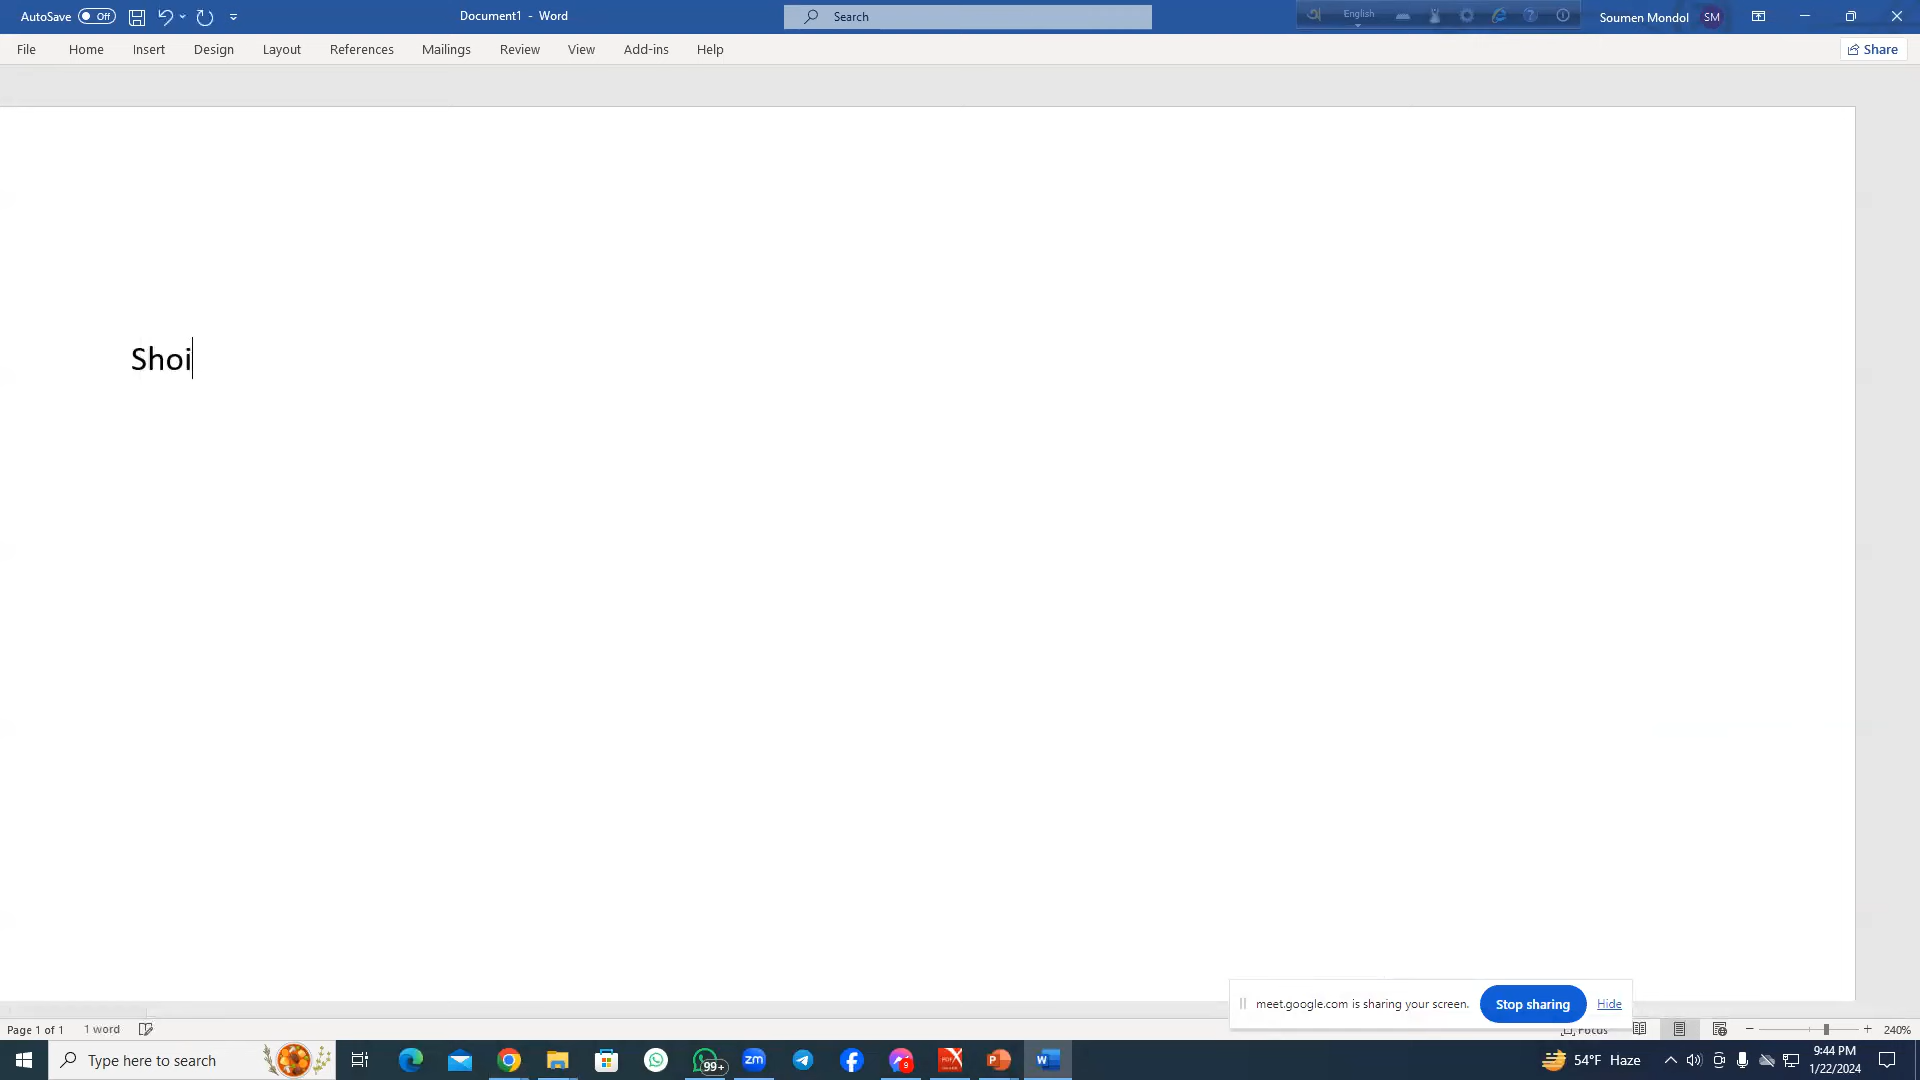 AutoSave Off Document1 - Word Search English Soumen Mondol SM
File Home Insert Design Layout References Mailings Review View Add-ins Help Share
Shoi
meet.google.com is sharing your screen. Stop sharing Hide
Page 1 of 1 1 word Focus 240%
Type here to search 99+ zm 9 54°F Haze 9:44 PM
1/22/2024